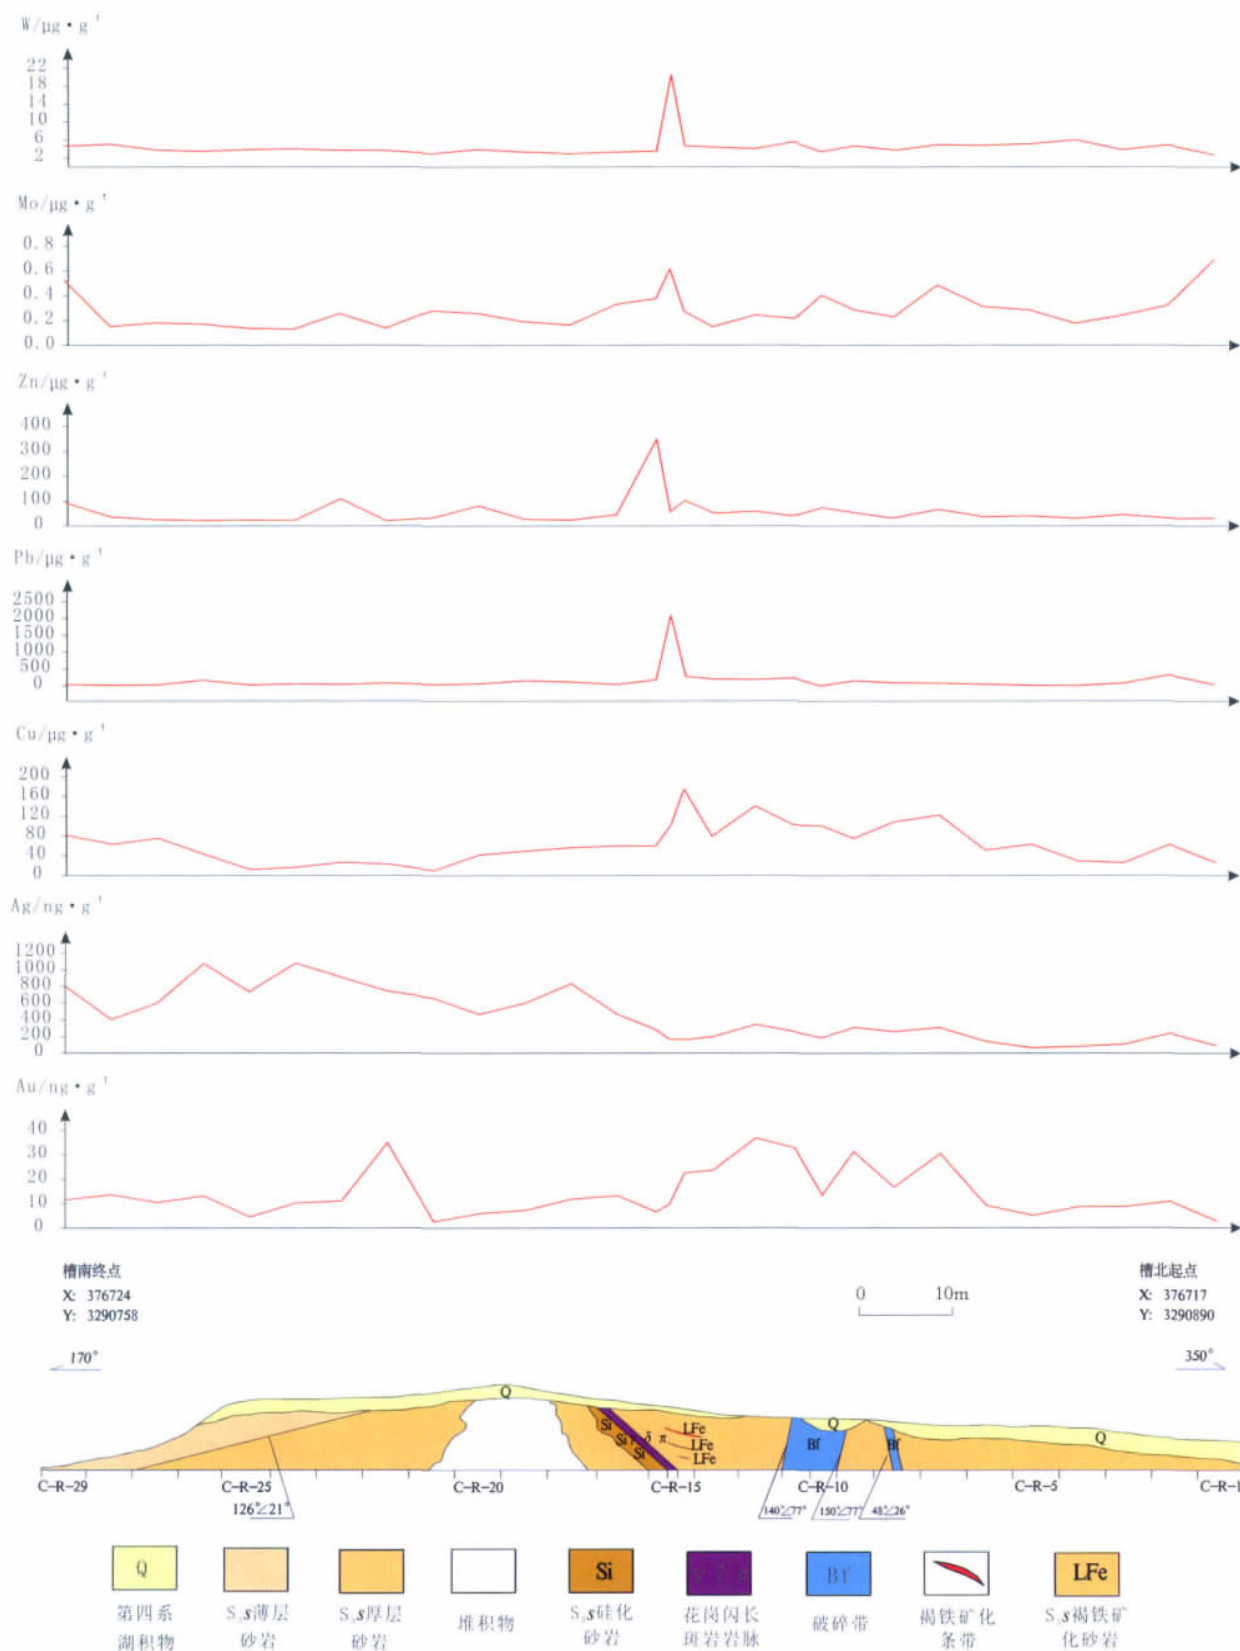 W/μg·g⁻¹
22
18
14
10
6
2
Mo/μg·g⁻¹
0.8
0.6
0.4
0.2
0.0
Zn/μg·g⁻¹
400
300
200
100
0
Pb/μg·g⁻¹
2500
2000
1500
1000
500
0
Cu/μg·g⁻¹
200
160
120
80
40
0
Ag/ng·g⁻¹
1200
1000
800
600
400
200
0
Au/ng·g⁻¹
40
30
20
10
0
槽南终点
X: 376724
Y: 3290758
0 10m
槽北起点
X: 376717
Y: 3290890
170°
350°
Q
Si
Si
Si
γ δ π
LFe
LFe
LFe
Bf
Q
Bf
Q
C-R-29 C-R-25 C-R-20 C-R-15 C-R-10 C-R-5 C-R-1
126°∠21° 140°∠77° 150°∠77° 48°∠26°
Q Si Bf LFe
第四系 S₁s薄层 S₁s厚层 堆积物 S₁s硅化 花岗闪长 破碎带 褐铁矿化 S₁s褐铁矿
湖积物 砂岩 砂岩 砂岩 斑岩岩脉 条带 化砂岩